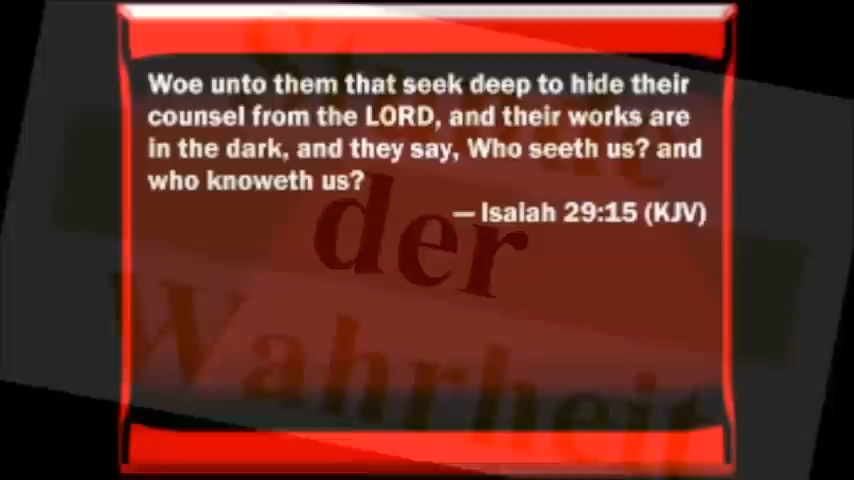 Woe unto them that seek deep to hide their
counsel from the LORD, and their works are
in the dark, and they say, Who seeth us? and
who knoweth us?
— Isaiah 29:15 (KJV)
der
Wahrheit